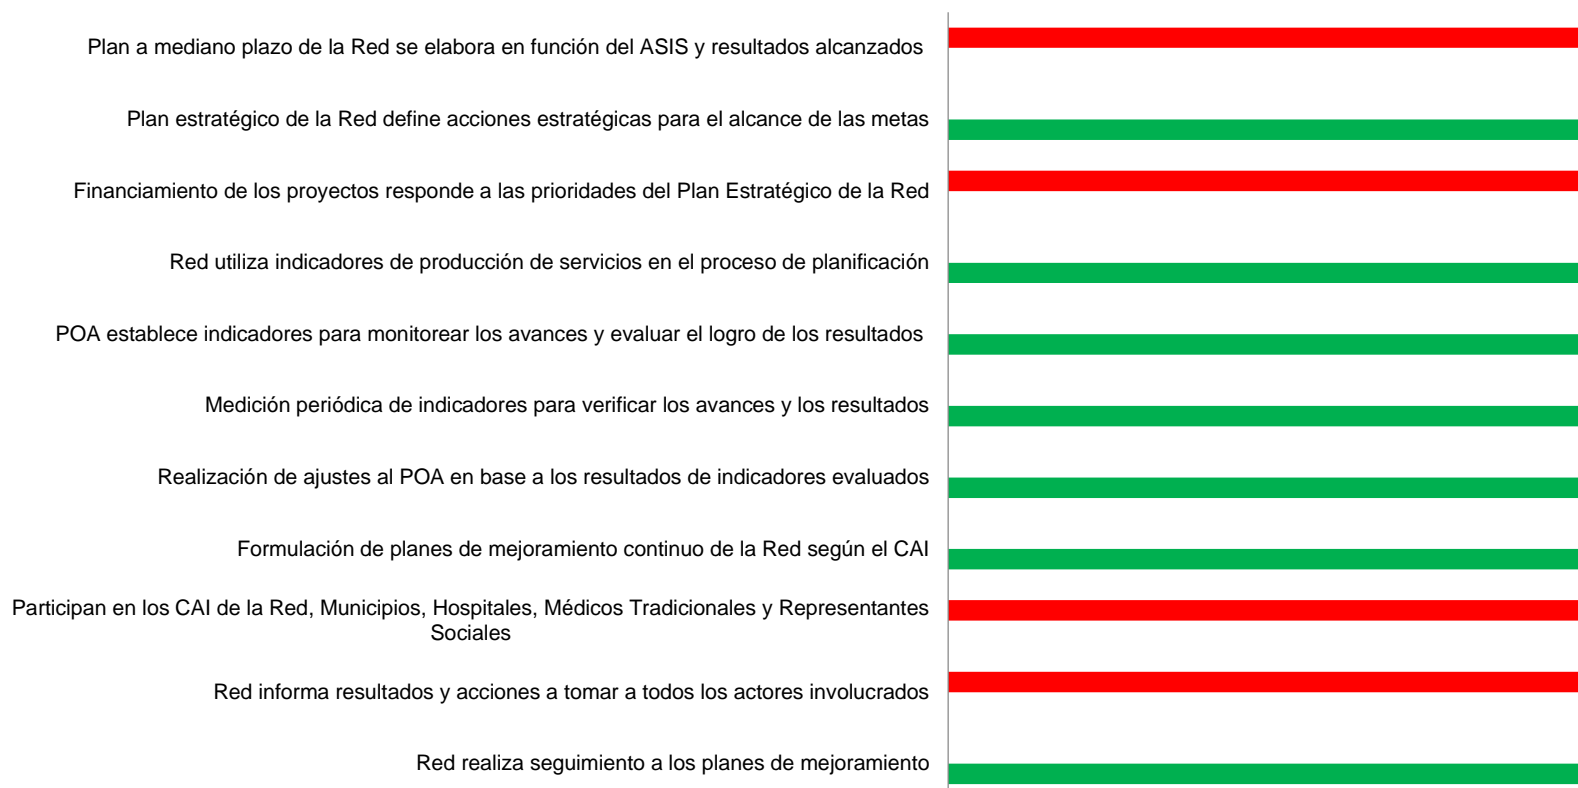 Plan a mediano plazo de la Red se elabora en función del ASIS y resultados alcanzados
Plan estratégico de la Red define acciones estratégicas para el alcance de las metas
Financiamiento de los proyectos responde a las prioridades del Plan Estratégico de la Red
Red utiliza indicadores de producción de servicios en el proceso de planificación
POA establece indicadores para monitorear los avances y evaluar el logro de los resultados
Medición periódica de indicadores para verificar los avances y los resultados
Realización de ajustes al POA en base a los resultados de indicadores evaluados
Formulación de planes de mejoramiento continuo de la Red según el CAI
Participan en los CAI de la Red, Municipios, Hospitales, Médicos Tradicionales y Representantes
Sociales
Red informa resultados y acciones a tomar a todos los actores involucrados
Red realiza seguimiento a los planes de mejoramiento